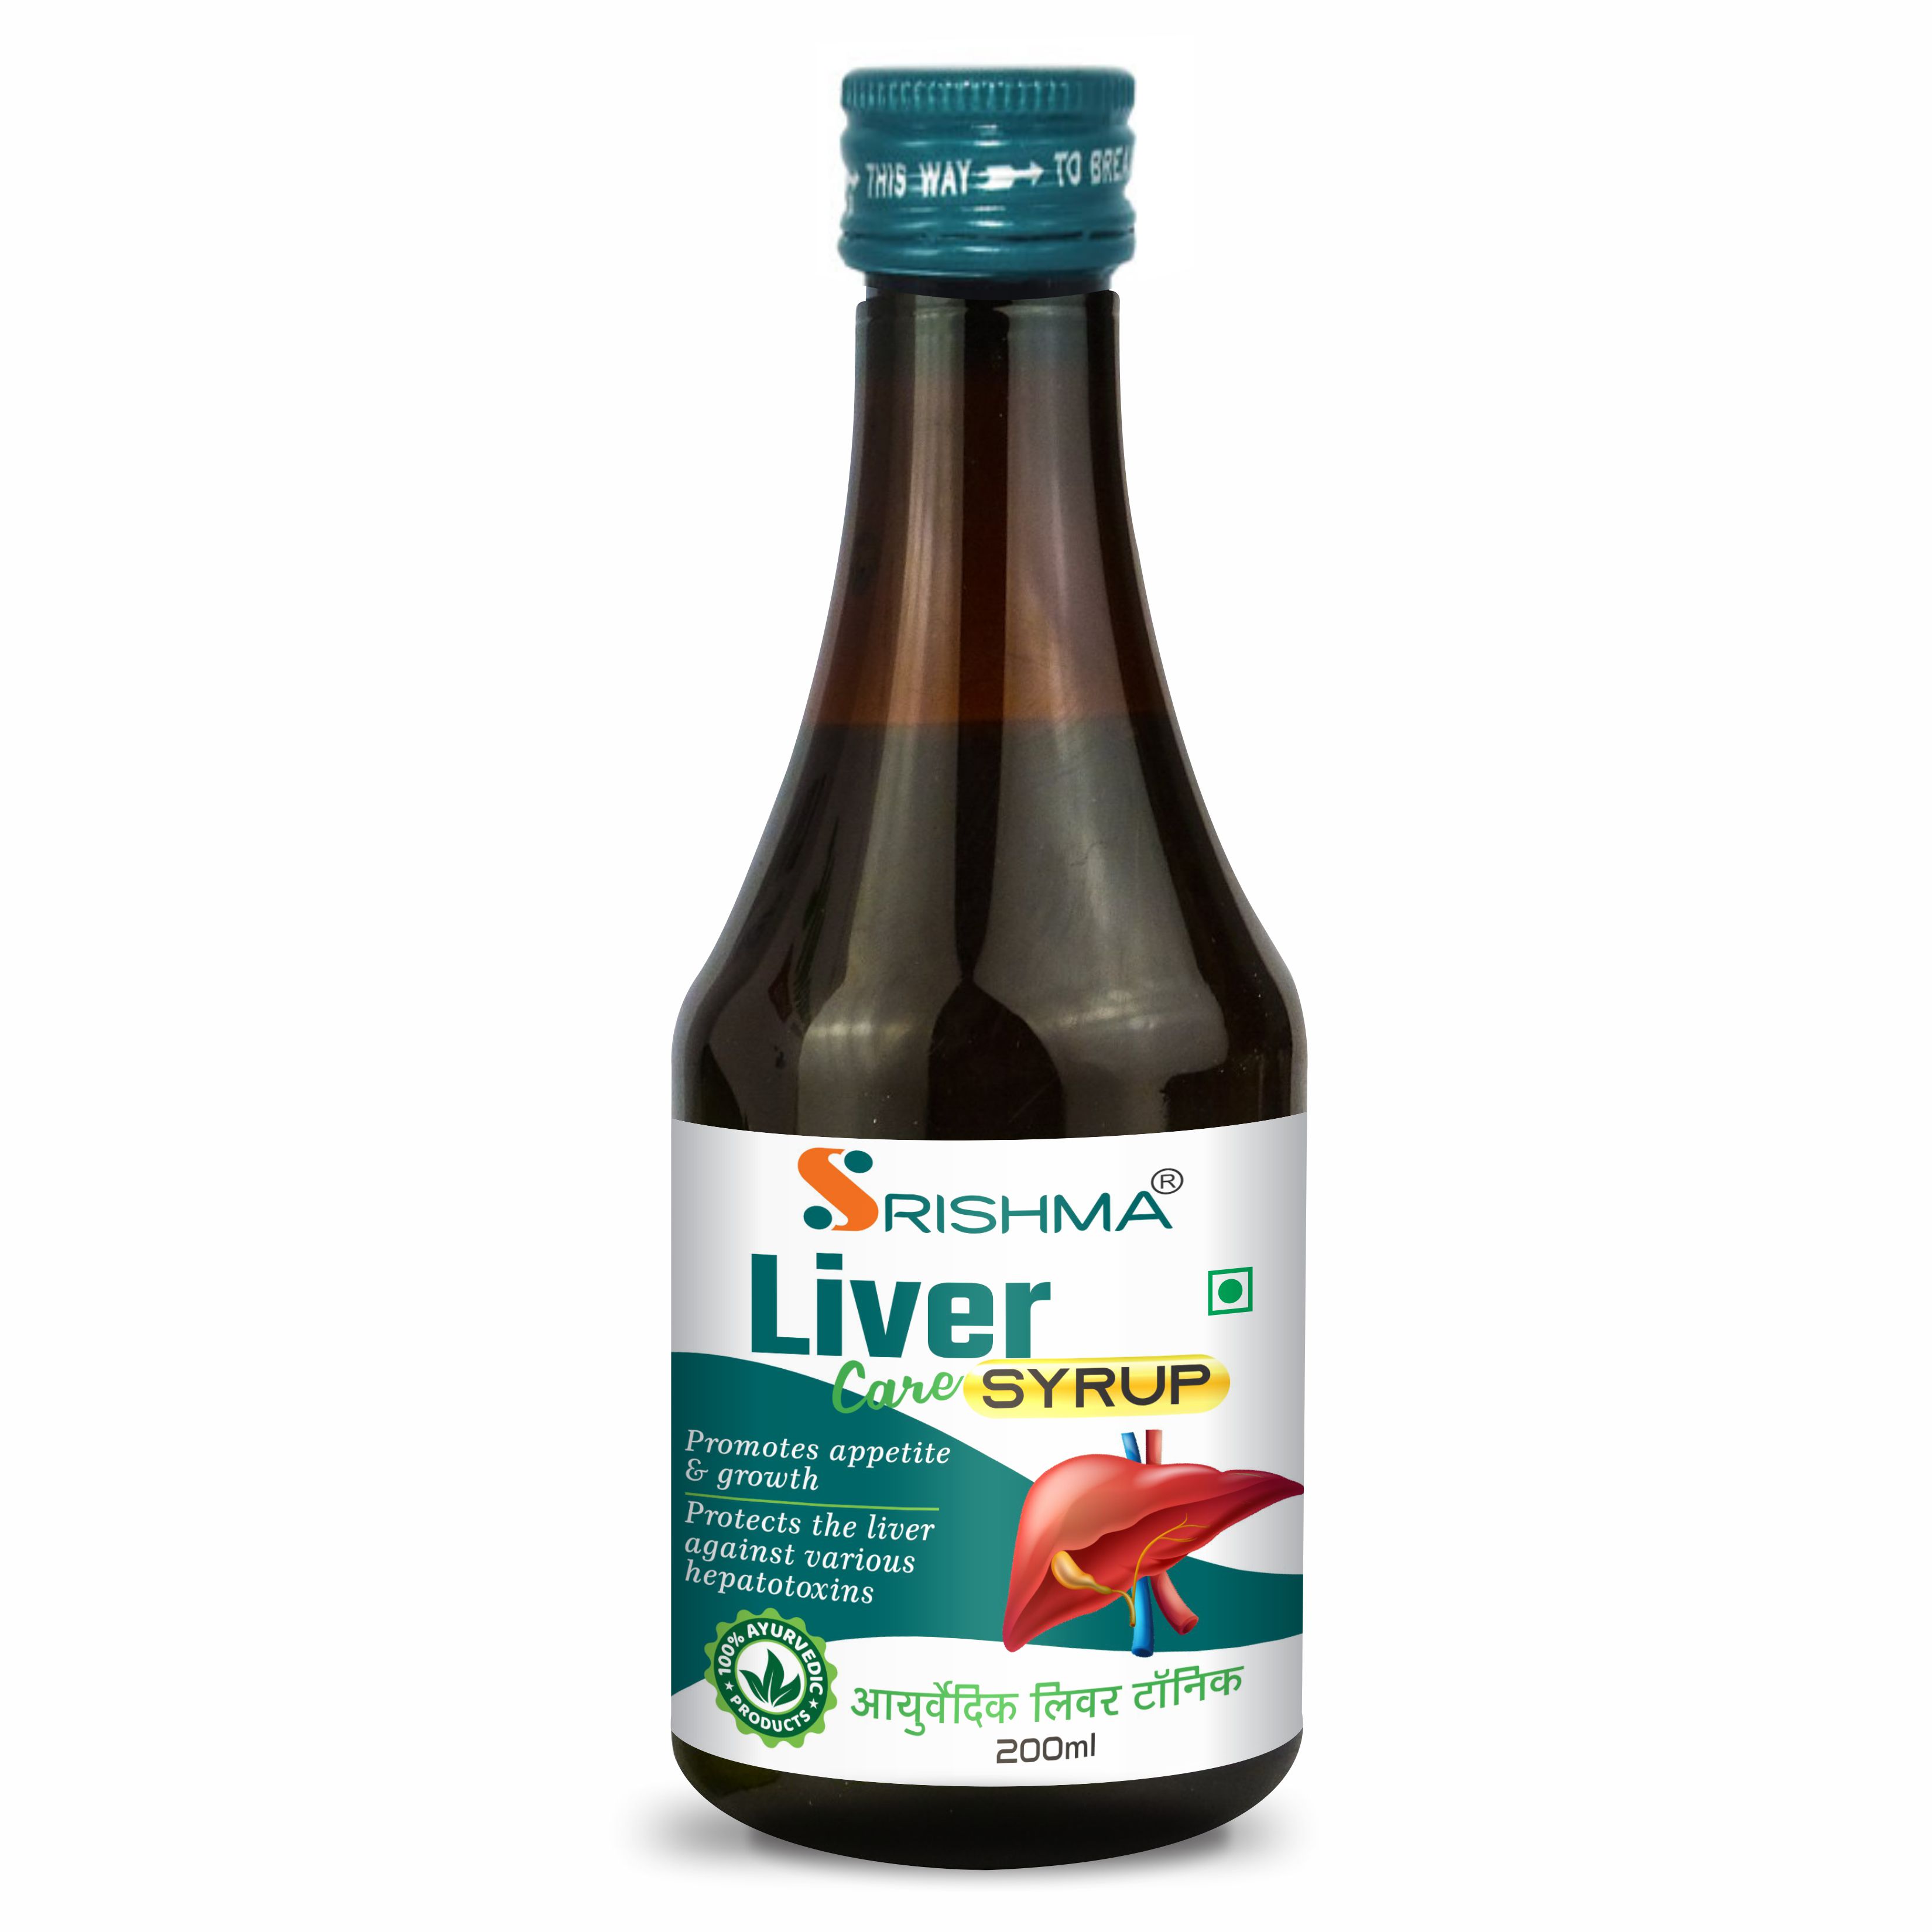 THIS WAY TO
SRISHMA®
Liver
Care SYRUP
Promotes appetite
& growth
Protects the liver
against various
hepatotoxins
100% AYURVEDIC
PRODUCTS
आयुर्वेदिक लिवर टॉनिक
200ml